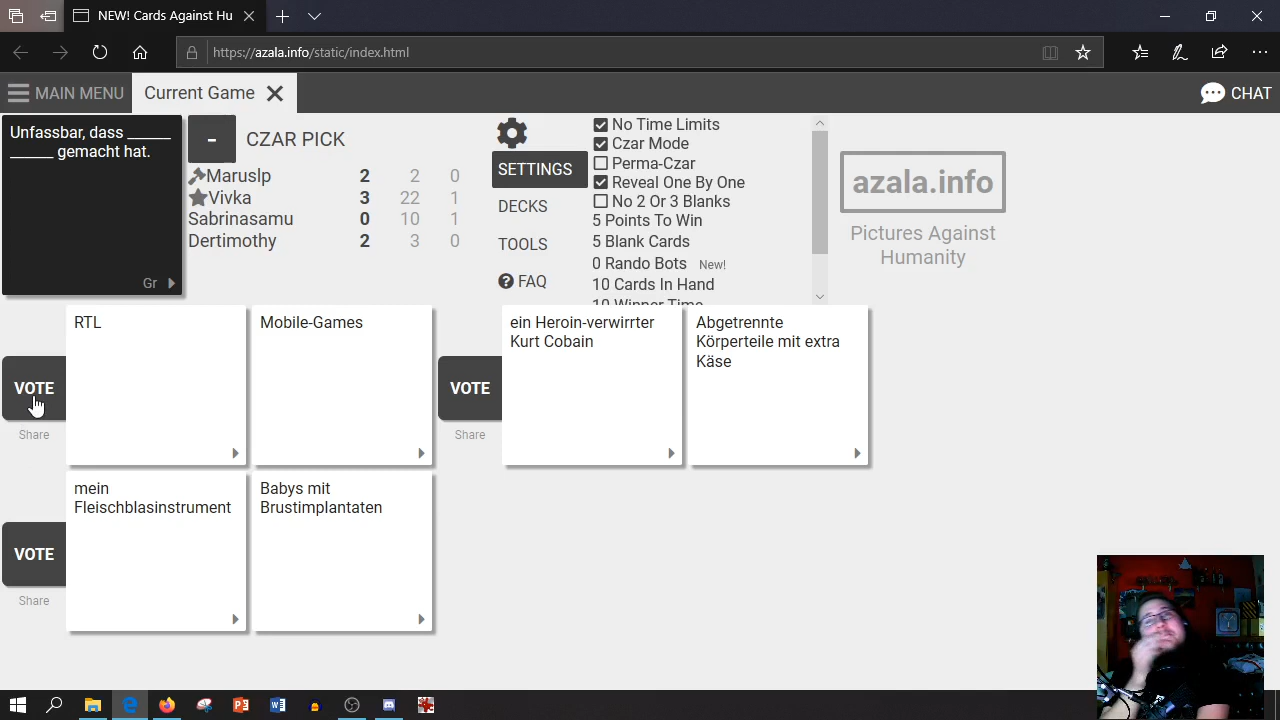 NEW! Cards Against Hu
https://azala.info/static/index.html
MAIN MENU
Current Game
CHAT
Unfassbar, dass ______
______ gemacht hat.
Gr
-
CZAR PICK
Maruslp 2 2 0
Vivka 3 22 1
Sabrinasamu 0 10 1
Dertimothy 2 3 0
SETTINGS
DECKS
TOOLS
FAQ
No Time Limits
Czar Mode
Perma-Czar
Reveal One By One
No 2 Or 3 Blanks
5 Points To Win
5 Blank Cards
0 Rando Bots New!
10 Cards In Hand
10 Winner Time
azala.info
Pictures Against
Humanity
VOTE
Share
RTL
Mobile-Games
VOTE
Share
ein Heroin-verwirrter
Kurt Cobain
Abgetrennte
Körperteile mit extra
Käse
VOTE
Share
mein
Fleischblasinstrument
Babys mit
Brustimplantaten